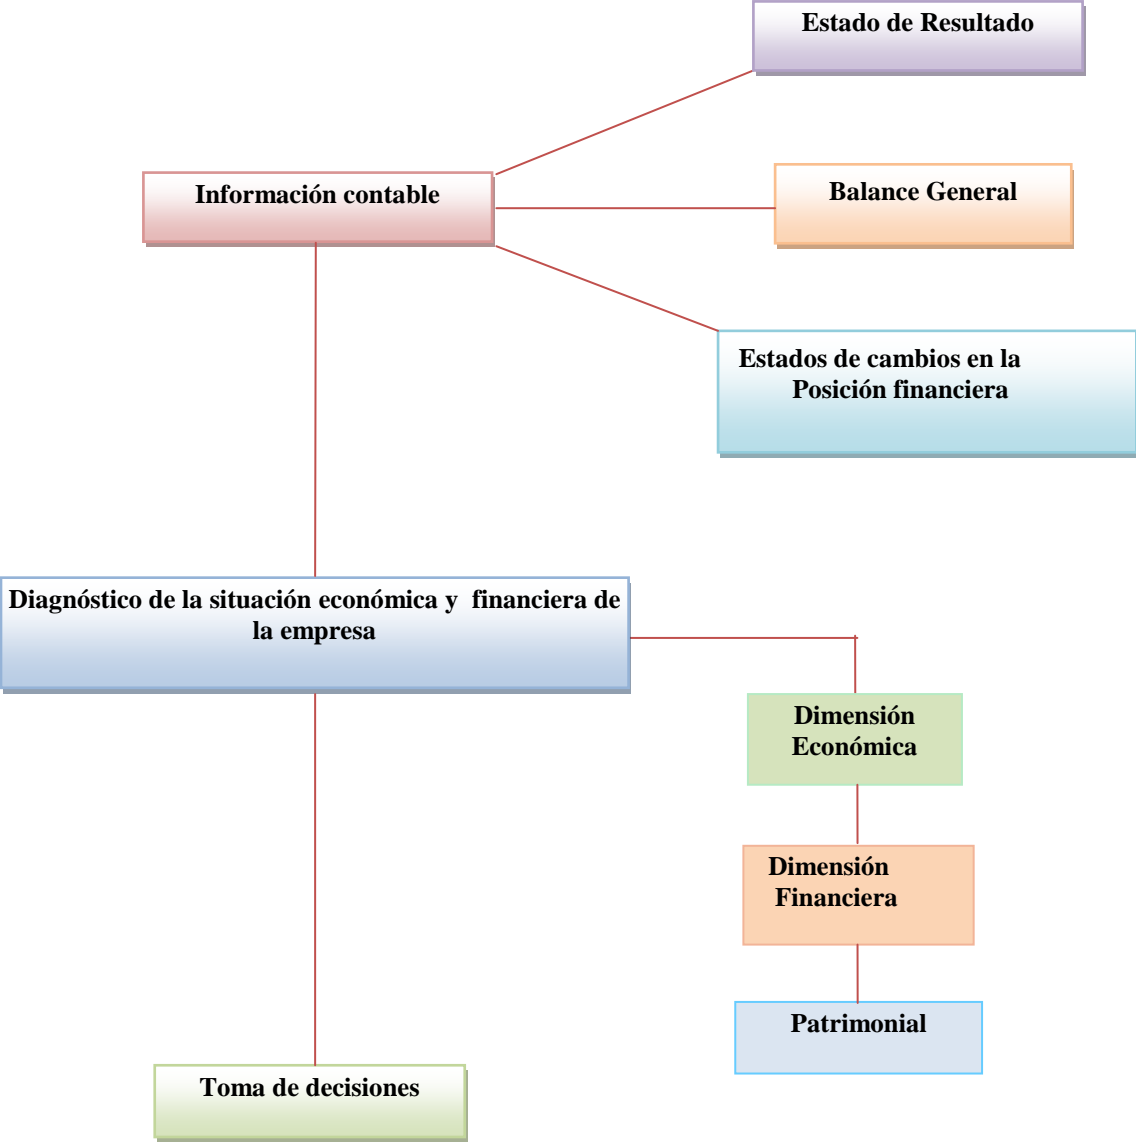 Estado de Resultado
Información contable
Balance General
Estados de cambios en la
Posición financiera
Diagnóstico de la situación económica y financiera de
la empresa
Dimensión
Económica
Dimensión
Financiera
Patrimonial
Toma de decisiones